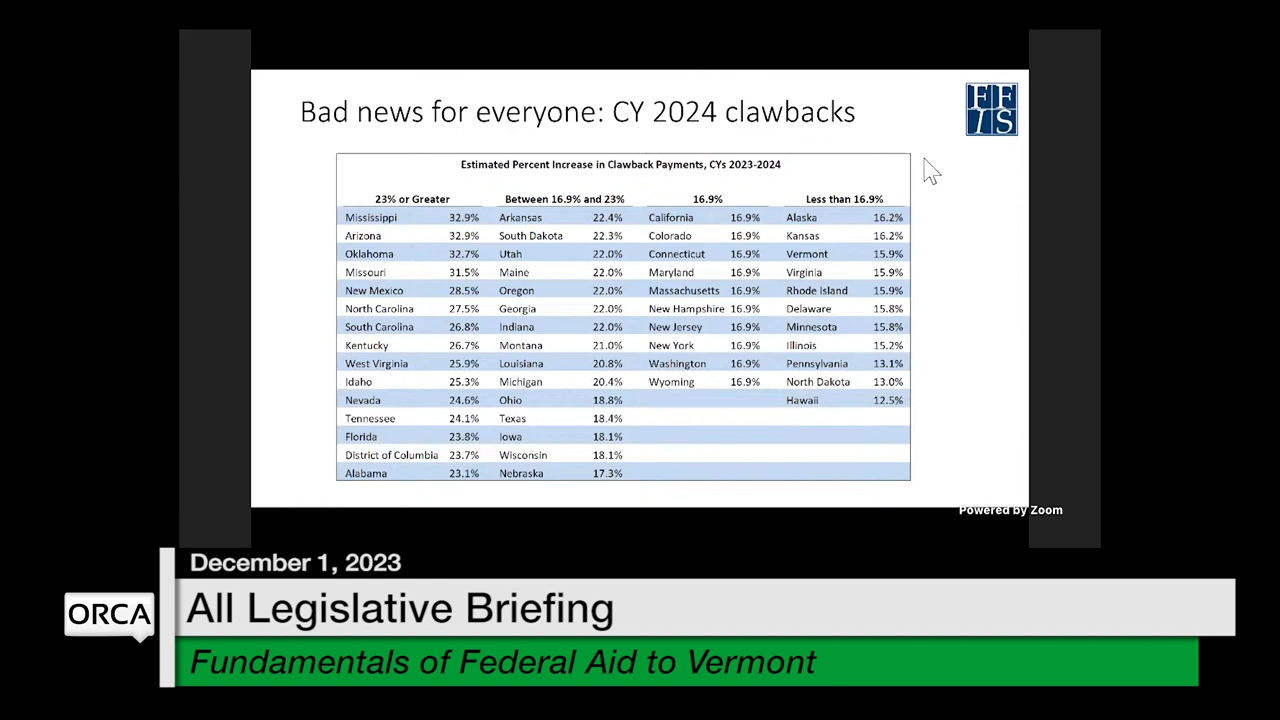 Bad news for everyone: CY 2024 clawbacks
FF
IS
Estimated Percent Increase in Clawback Payments, CYs 2023-2024
23% or Greater Between 16.9% and 23% 16.9% Less than 16.9%
Mississippi 32.9% Arkansas 22.4% California 16.9% Alaska 16.2%
Arizona 32.9% South Dakota 22.3% Colorado 16.9% Kansas 16.2%
Oklahoma 32.7% Utah 22.0% Connecticut 16.9% Vermont 15.9%
Missouri 31.5% Maine 22.0% Maryland 16.9% Virginia 15.9%
New Mexico 28.5% Oregon 22.0% Massachusetts 16.9% Rhode Island 15.9%
North Carolina 27.5% Georgia 22.0% New Hampshire 16.9% Delaware 15.8%
South Carolina 26.8% Indiana 22.0% New Jersey 16.9% Minnesota 15.8%
Kentucky 26.7% Montana 21.0% New York 16.9% Illinois 15.2%
West Virginia 25.9% Louisiana 20.8% Washington 16.9% Pennsylvania 13.1%
Idaho 25.3% Michigan 20.4% Wyoming 16.9% North Dakota 13.0%
Nevada 24.6% Ohio 18.8% Hawaii 12.5%
Tennessee 24.1% Texas 18.4%
Florida 23.8% Iowa 18.1%
District of Columbia 23.7% Wisconsin 18.1%
Alabama 23.1% Nebraska 17.3%
Powered by Zoom
December 1, 2023
ORCA
All Legislative Briefing
Fundamentals of Federal Aid to Vermont